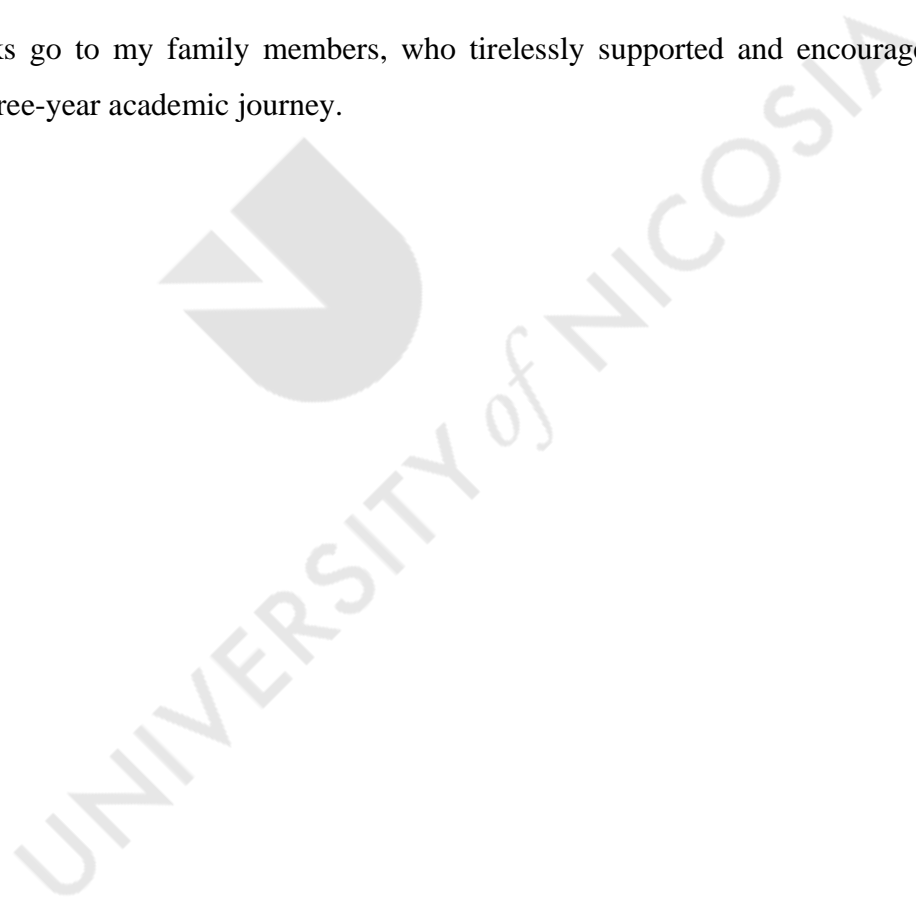 ks go to my family members, who tirelessly supported and encourage
ree-year academic journey.
UNIVERSITY of NICOSIA